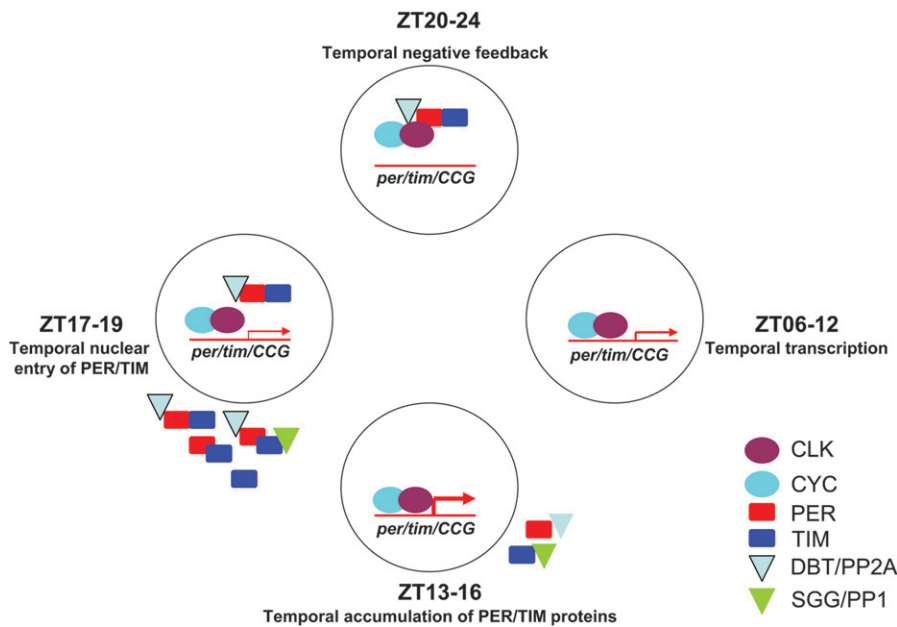 ZT20-24
Temporal negative feedback
per/tim/CCG
ZT17-19
Temporal nuclear
entry of PER/TIM
per/tim/CCG
per/tim/CCG
ZT06-12
Temporal transcription
per/tim/CCG
ZT13-16
Temporal accumulation of PER/TIM proteins
CLK
CYC
PER
TIM
DBT/PP2A
SGG/PP1